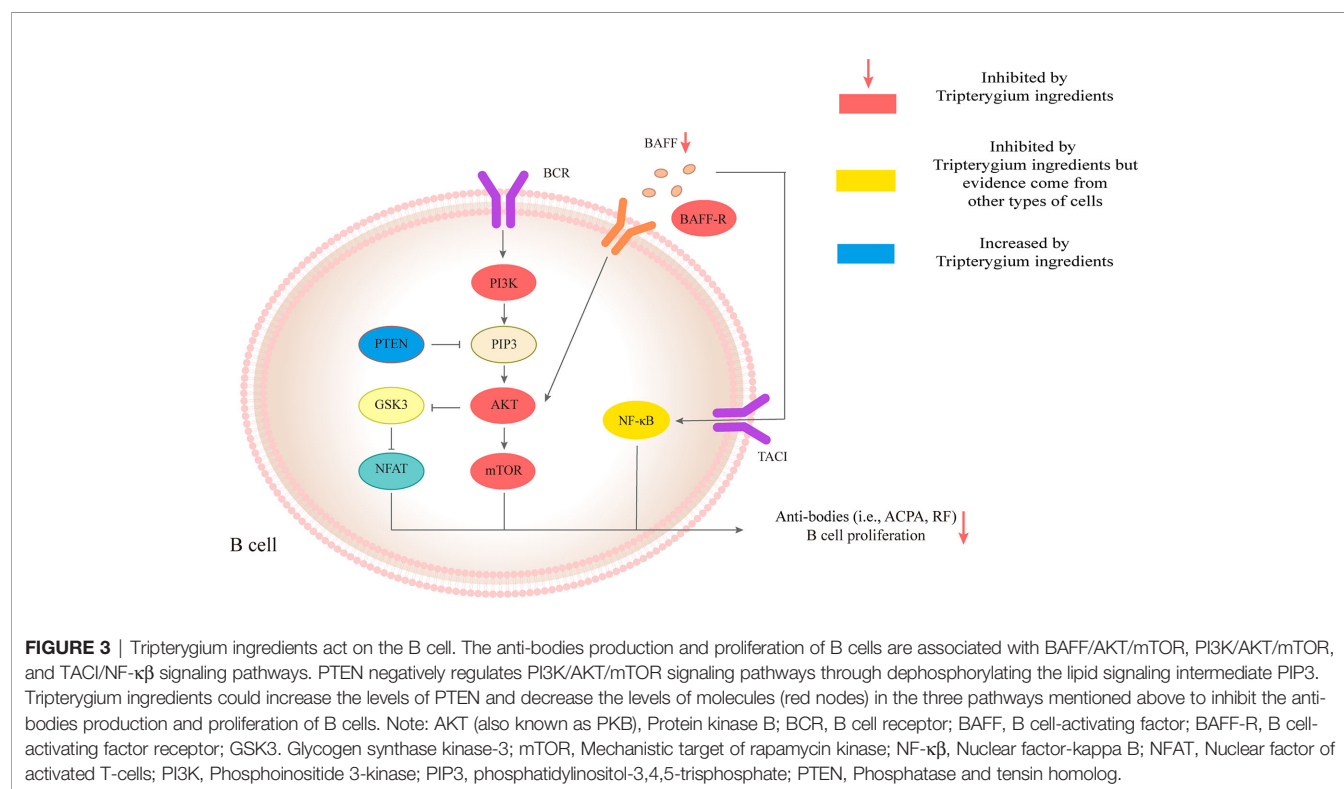 Inhibited by
Tripterygium ingredients
Inhibited by
Tripterygium ingredients but
evidence come from
other types of cells
Increased by
Tripterygium ingredients
BAFF
BCR
BAFF-R
PI3K
PTEN
PIP3
GSK3
AKT
NF-κB
TACI
NFAT
mTOR
Anti-bodies (i.e., ACPA, RF)
B cell proliferation
B cell
FIGURE 3 | Tripterygium ingredients act on the B cell. The anti-bodies production and proliferation of B cells are associated with BAFF/AKT/mTOR, PI3K/AKT/mTOR,
and TACI/NF-κβ signaling pathways. PTEN negatively regulates PI3K/AKT/mTOR signaling pathways through dephosphorylating the lipid signaling intermediate PIP3.
Tripterygium ingredients could increase the levels of PTEN and decrease the levels of molecules (red nodes) in the three pathways mentioned above to inhibit the anti-
bodies production and proliferation of B cells. Note: AKT (also known as PKB), Protein kinase B; BCR, B cell receptor; BAFF, B cell-activating factor; BAFF-R, B cell-
activating factor receptor; GSK3. Glycogen synthase kinase-3; mTOR, Mechanistic target of rapamycin kinase; NF-κβ, Nuclear factor-kappa B; NFAT, Nuclear factor of
activated T-cells; PI3K, Phosphoinositide 3-kinase; PIP3, phosphatidylinositol-3,4,5-trisphosphate; PTEN, Phosphatase and tensin homolog.